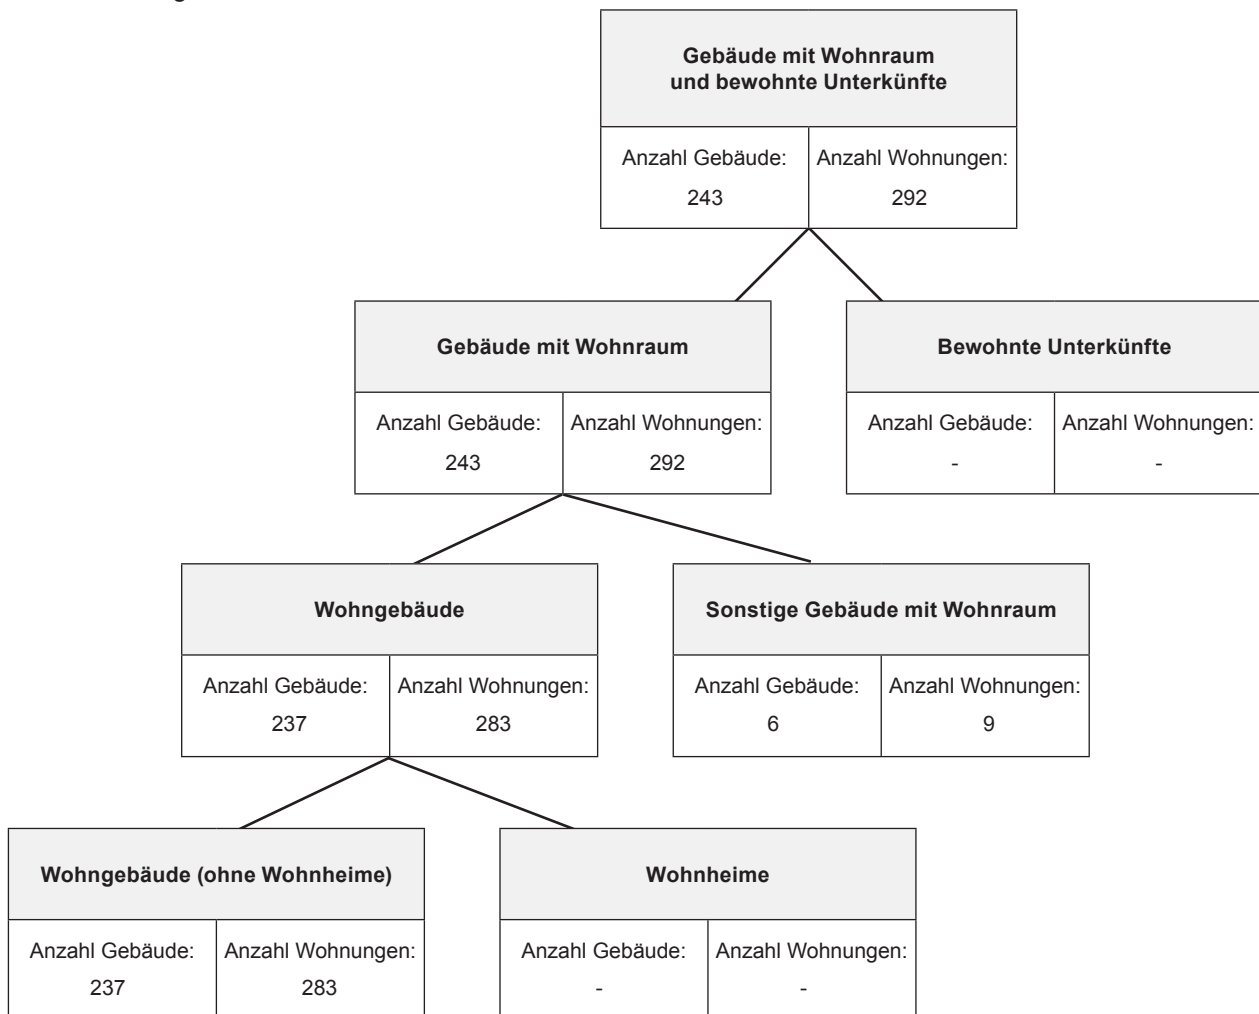 Gebäude mit Wohnraum
und bewohnte Unterkünfte
Anzahl Gebäude: Anzahl Wohnungen:
243 292
Gebäude mit Wohnraum
Anzahl Gebäude: Anzahl Wohnungen:
243 292
Bewohnte Unterkünfte
Anzahl Gebäude: Anzahl Wohnungen:
- -
Wohngebäude
Anzahl Gebäude: Anzahl Wohnungen:
237 283
Sonstige Gebäude mit Wohnraum
Anzahl Gebäude: Anzahl Wohnungen:
6 9
Wohngebäude (ohne Wohnheime)
Anzahl Gebäude: Anzahl Wohnungen:
237 283
Wohnheime
Anzahl Gebäude: Anzahl Wohnungen:
- -